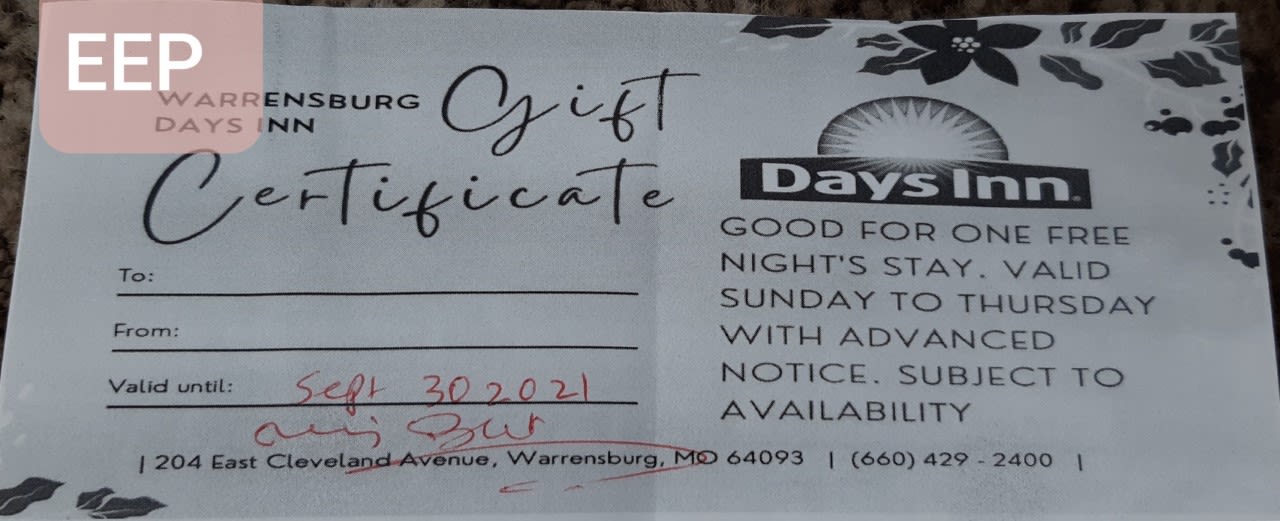 EEP
WARRENSBURG
DAYS INN
Gift
Certificate
To:
From:
Valid until: Sept 30 2021
Days Inn®
GOOD FOR ONE FREE
NIGHT'S STAY. VALID
SUNDAY TO THURSDAY
WITH ADVANCED
NOTICE. SUBJECT TO
AVAILABILITY
| 204 East Cleveland Avenue, Warrensburg, MO 64093 | (660) 429 - 2400 |